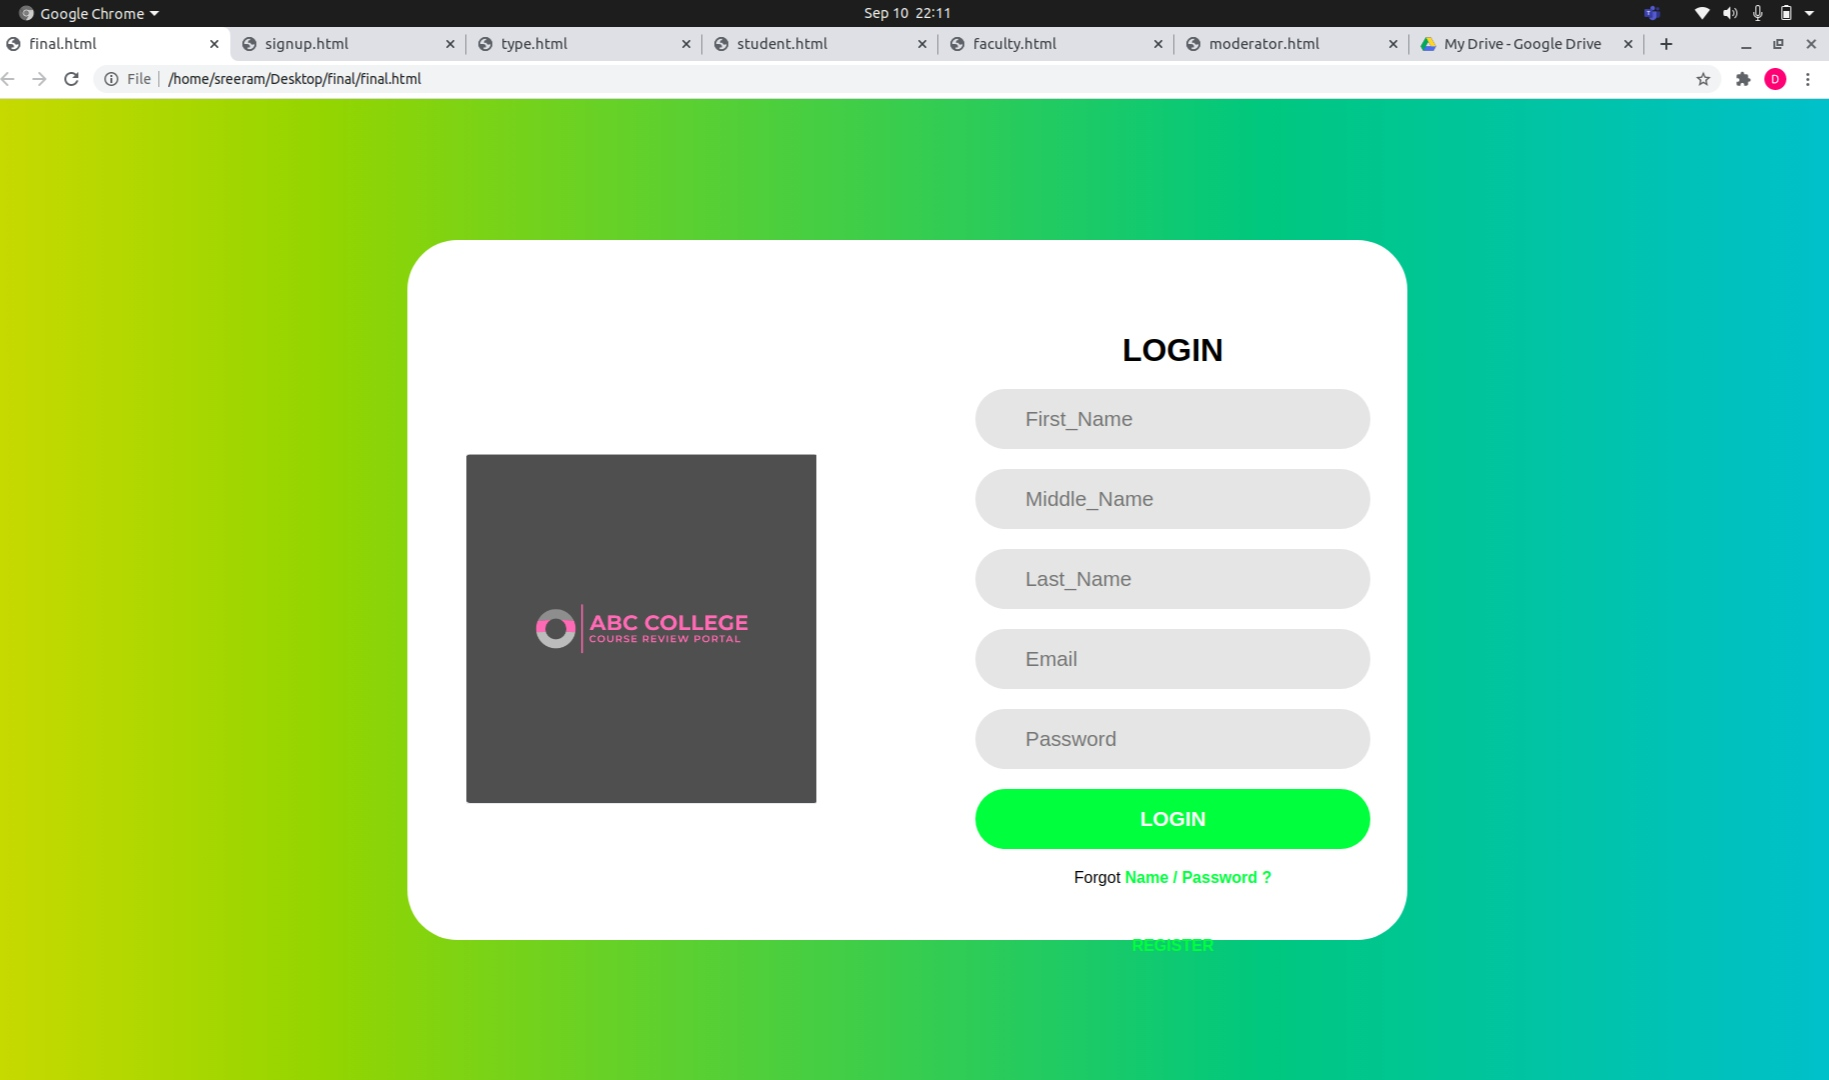 Google Chrome Sep 10 22:11
final.html signup.html type.html student.html faculty.html moderator.html My Drive - Google Drive
File /home/sreeram/Desktop/final/final.html D
LOGIN
First_Name
Middle_Name
Last_Name
ABC COLLEGE
COURSE REVIEW PORTAL
Email
Password
LOGIN
Forgot Name / Password ?
REGISTER